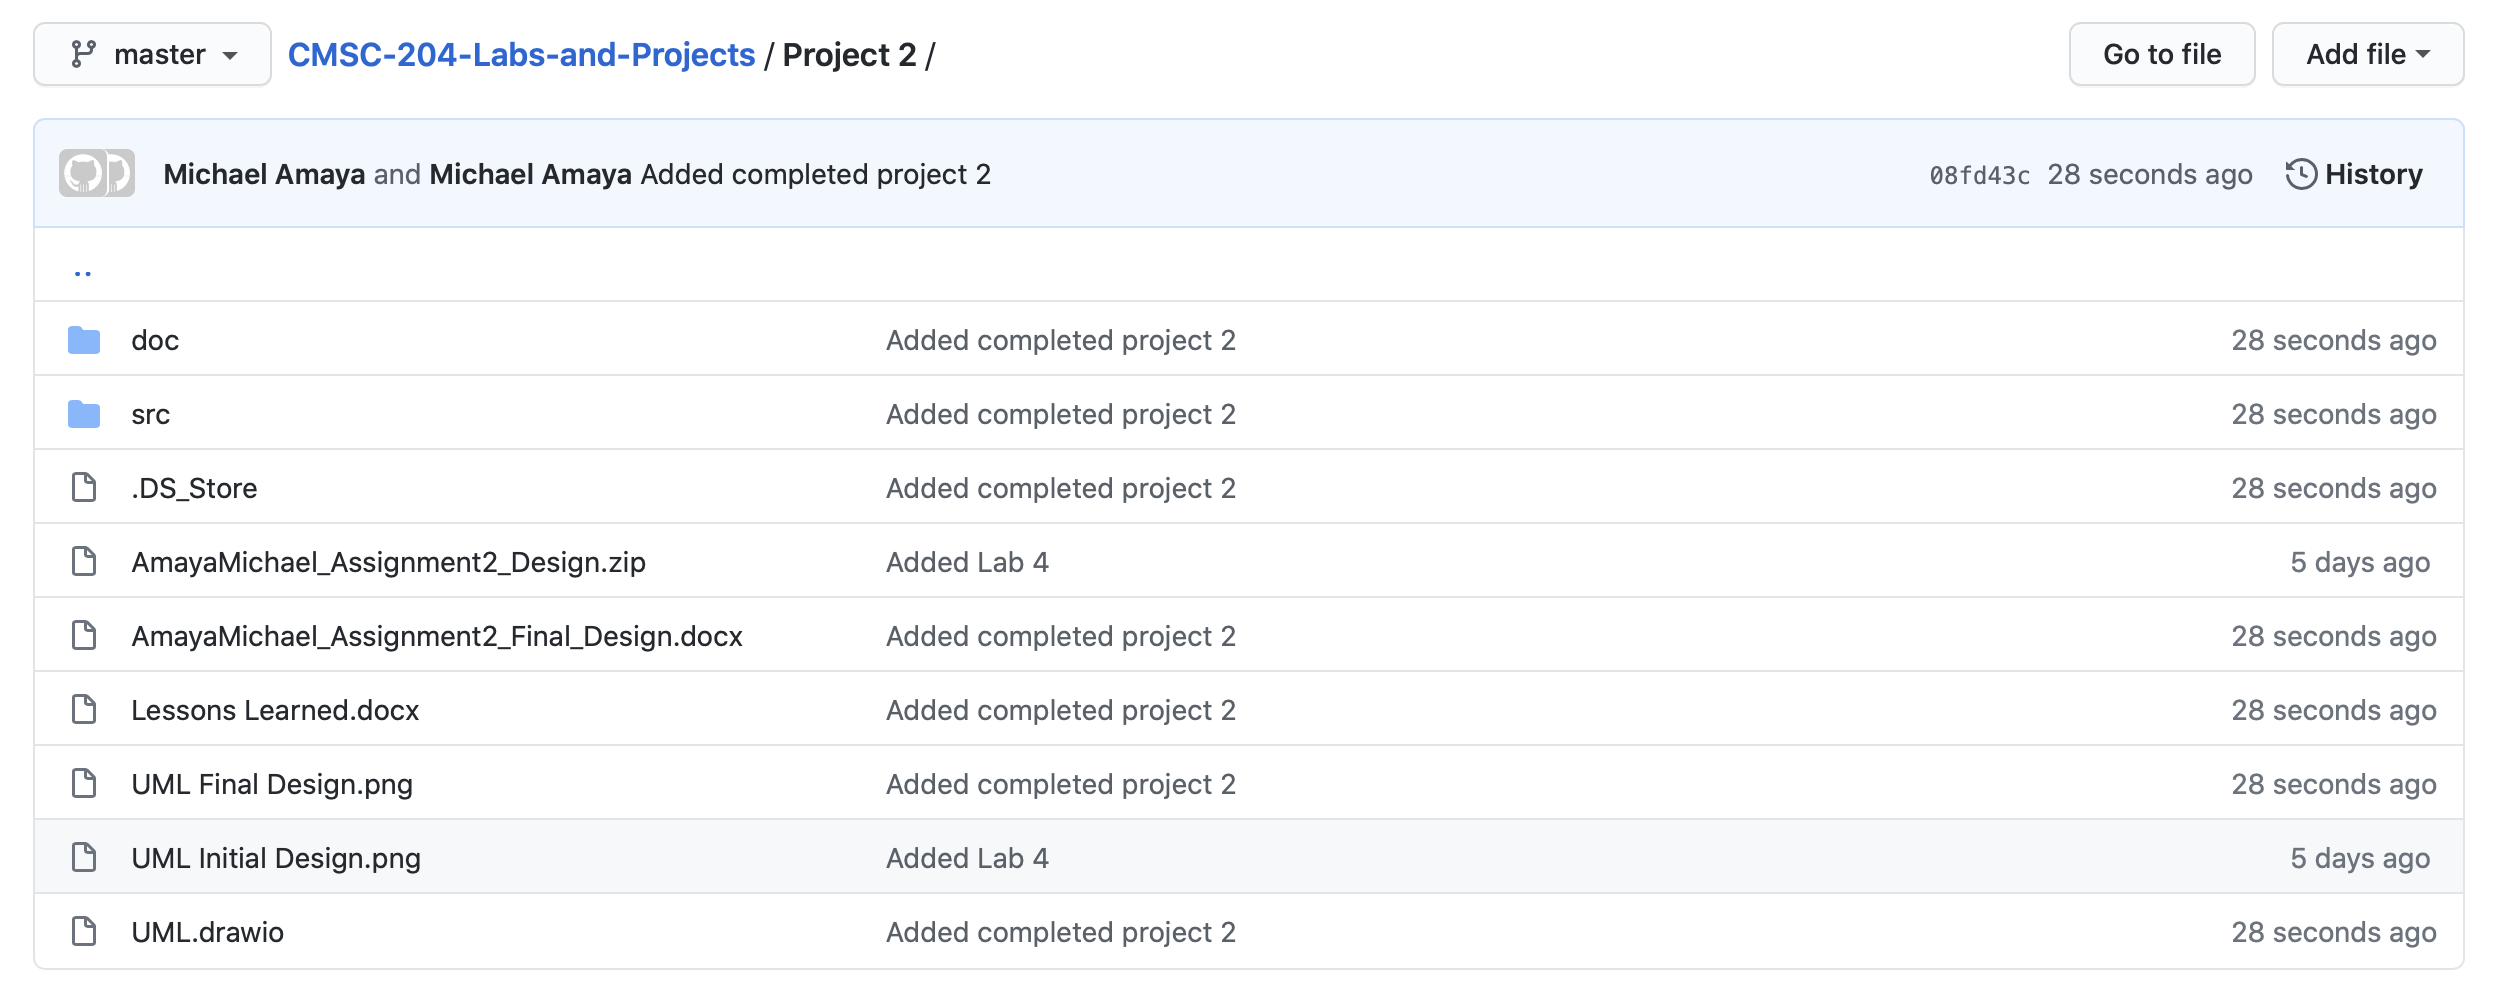 master CMSC-204-Labs-and-Projects / Project 2 / Go to file Add file
Michael Amaya and Michael Amaya Added completed project 2 08fd43c 28 seconds ago History
..
doc Added completed project 2 28 seconds ago
src Added completed project 2 28 seconds ago
.DS_Store Added completed project 2 28 seconds ago
AmayaMichael_Assignment2_Design.zip Added Lab 4 5 days ago
AmayaMichael_Assignment2_Final_Design.docx Added completed project 2 28 seconds ago
Lessons Learned.docx Added completed project 2 28 seconds ago
UML Final Design.png Added completed project 2 28 seconds ago
UML Initial Design.png Added Lab 4 5 days ago
UML.drawio Added completed project 2 28 seconds ago